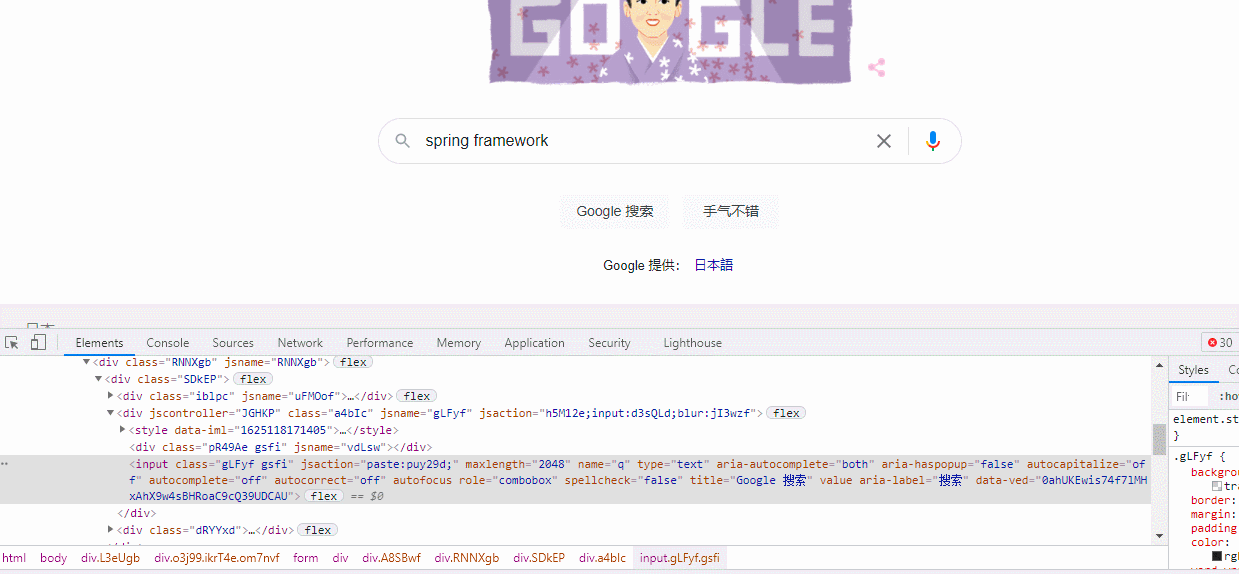 GOOGLE
spring framework
Google 搜索 手气不错
Google 提供： 日本語
Elements Console Sources Network Performance Memory Application Security Lighthouse 30
<div class="RNNXgb" jsname="RNNXgb"> flex
<div class="SDkEP"> flex
<div class="iblpc" jsname="uFMOof">…</div> flex
<div jscontroller="JGHKP" class="a4bIc" jsname="gLFyf" jsaction="h5M12e;input:d3sQLd;blur:jI3wzf"> flex
<style data-iml="1625118171405">…</style>
<div class="pR49Ae gsfi" jsname="vdLsw"></div>
<input class="gLFyf gsfi" jsaction="paste:puy29d;" maxlength="2048" name="q" type="text" aria-autocomplete="both" aria-haspopup="false" autocapitalize="of
f" autocomplete="off" autocorrect="off" autofocus role="combobox" spellcheck="false" title="Google 搜索" value aria-label="搜索" data-ved="0ahUKEwis74f7lMH
xAhX9w4sBHRoaC9cQ39UDCAU"> flex == $0
</div>
<div class="dRYYxd">…</div> flex
html body div.L3eUgb div.o3j99.ikrT4e.om7nvf form div div.A8SBwf div.RNNXgb div.SDkEP div.a4bIc input.gLFyf.gsfi
Styles Co
Fil :ho
element.st
}
.gLFyf {
backgrou
tra
border:
margin:
padding
color:
rgb